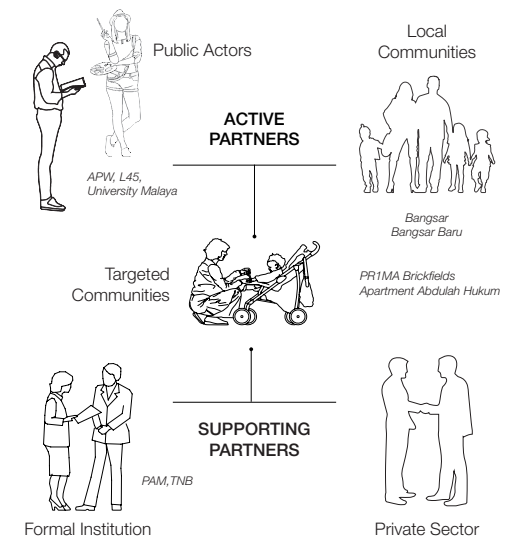 Public Actors
Local
Communities
ACTIVE
PARTNERS
APW, L45,
University Malaya
Bangsar
Bangsar Baru
Targeted
Communities
PR1MA Brickfields
Apartment Abdulah Hukum
SUPPORTING
PARTNERS
PAM,TNB
Formal Institution
Private Sector